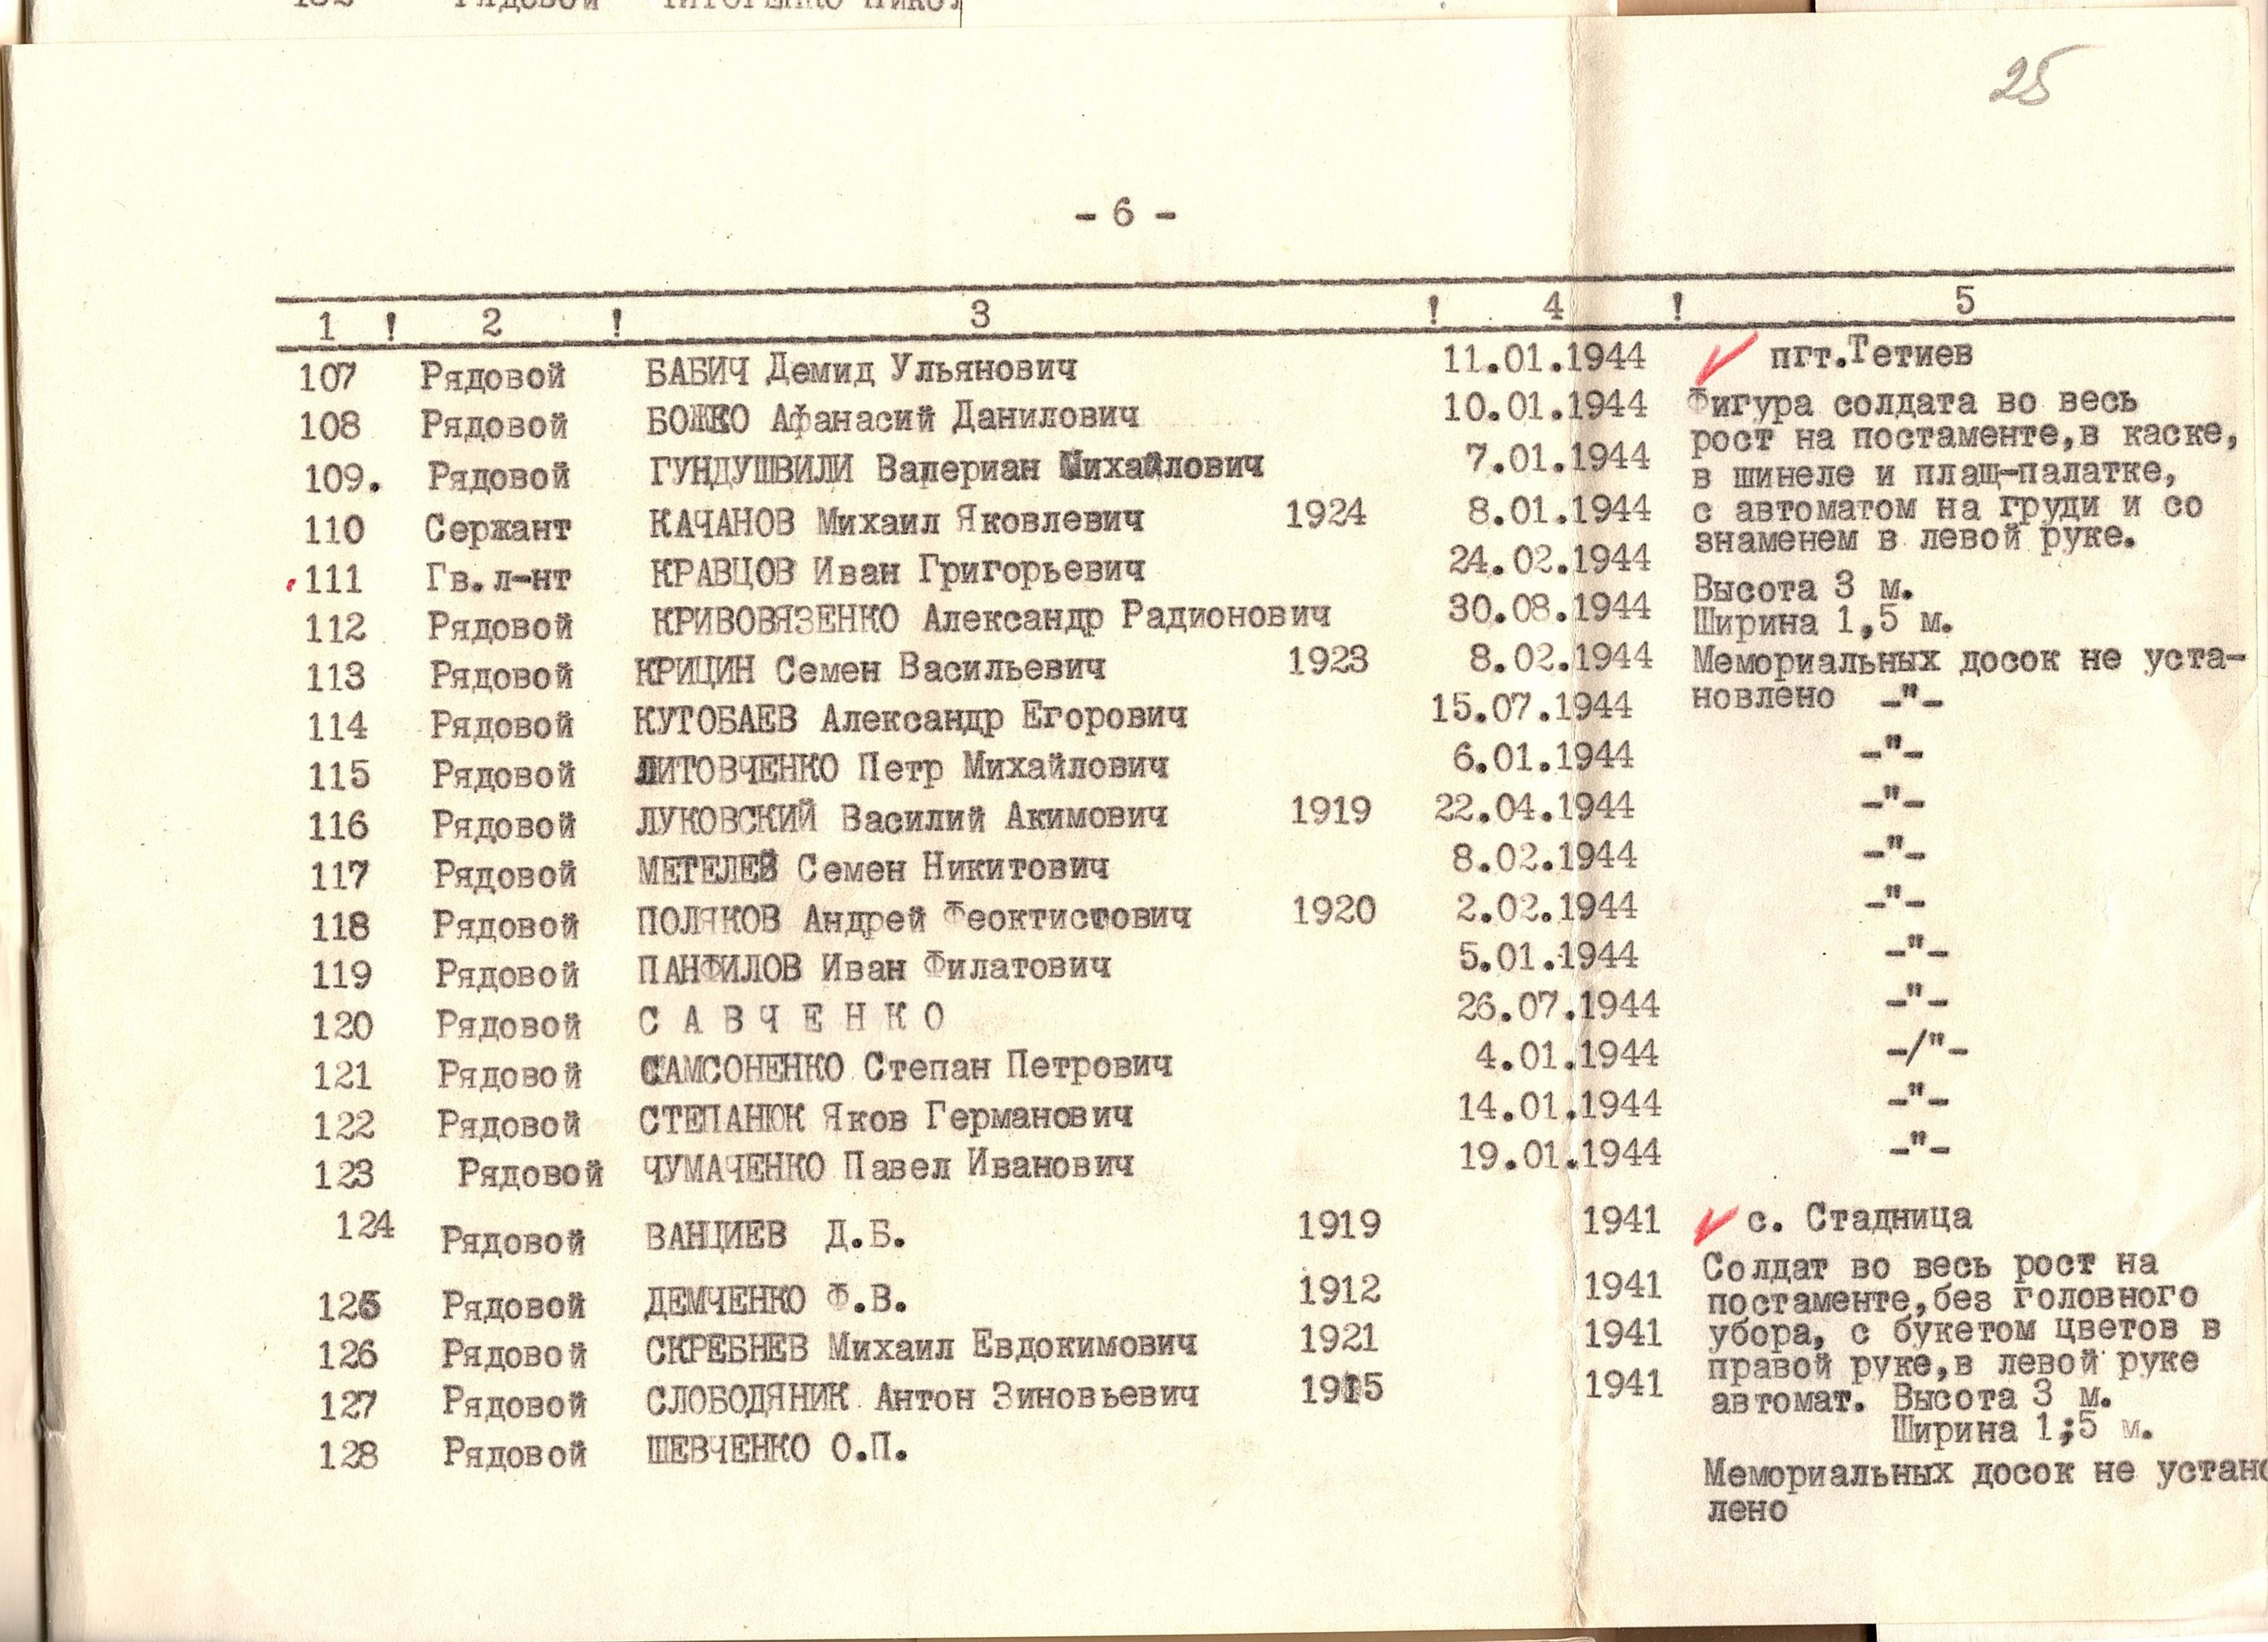 Рядовой
25
- 6 -
1 ! 2 ! 3 ! 4 ! 5
107 Рядовой БАБИЧ Демид Ульянович 11.01.1944 пгт.Тетиев
108 Рядовой БОЖКО Афанасий Данилович 10.01.1944 Фигура солдата во весь
рост на постаменте,в каске,
109. Рядовой ГУНДУШВИЛИ Валериан Михайлович 7.01.1944 в шинеле и плащ-палатке,
110 Сержант КАЧАНОВ Михаил Яковлевич 1924 8.01.1944 с автоматом на груди и со
знаменем в левой руке.
111 Гв.л-нт КРАВЦОВ Иван Григорьевич 24.02.1944 Высота 3 м.
112 Рядовой КРИВОВЯЗЕНКО Александр Радионович 30.08.1944 Ширина 1,5 м.
113 Рядовой КРИЦИН Семен Васильевич 1923 8.02.1944 Мемориальных досок не уста-
114 Рядовой КУТОБАЕВ Александр Егорович 15.07.1944 новлено -"-
115 Рядовой ЛИТОВЧЕНКО Петр Михайлович 6.01.1944 -"-
116 Рядовой ЛУКОВСКИЙ Василий Акимович 1919 22.04.1944 -"-
117 Рядовой МЕТЕЛЕВ Семен Никитович 8.02.1944 -"-
118 Рядовой ПОЛЯКОВ Андрей Феоктистович 1920 2.02.1944 -"-
119 Рядовой ПАНФИЛОВ Иван Филатович 5.01.1944 -"-
120 Рядовой С А В Ч Е Н К О 26.07.1944 -"-
121 Рядовой САМСОНЕНКО Степан Петрович 4.01.1944 -/"-
122 Рядовой СТЕПАНЮК Яков Германович 14.01.1944 -"-
123 Рядовой ЧУМАЧЕНКО Павел Иванович 19.01.1944 -"-
124 Рядовой ВАНЦИЕВ Д.Б. 1919 1941 с. Стадница
Солдат во весь рост на
125 Рядовой ДЕМЧЕНКО Ф.В. 1912 1941 постаменте,без головного
126 Рядовой СКРЕБНЕВ Михаил Евдокимович 1921 1941 убора, с букетом цветов в
правой руке,в левой руке
127 Рядовой СЛОБОДЯНИК Антон Зиновьевич 1915 1941 автомат. Высота 3 м.
Ширина 1;5 м.
128 Рядовой ШЕВЧЕНКО О.П.
Мемориальных досок не устано
лено